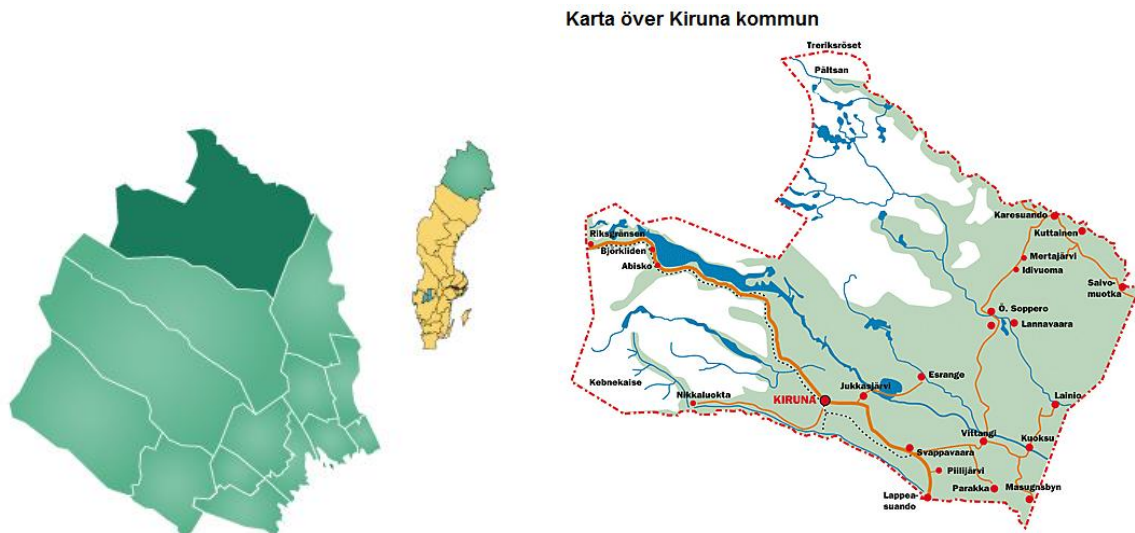 Karta över Kiruna kommun
Treriksröset
Pältsan
Karesuando
Kuttainen
Riksgränsen
Björkliden
Abisko
Mertajärvi
Idivuoma
Saivo-
muotka
Ö. Soppero
Lannavaara
Esrange
Kebnekaise
Nikkaluokta
Jukkasjärvi
KIRUNA
Lainio
Vittangi
Kuoksu
Svappavaara
Piilijärvi
Parakka
Masugnsbyn
Lappea-
suando